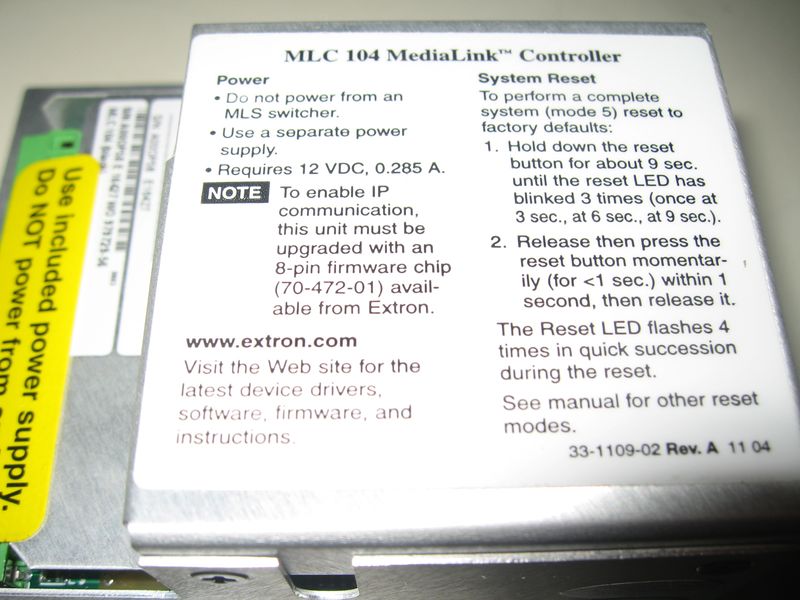 MLC 104 MediaLink™ Controller
Power
• Do not power from an
MLS switcher.
• Use a separate power
supply.
• Requires 12 VDC, 0.285 A.
NOTE To enable IP
communication,
this unit must be
upgraded with an
8-pin firmware chip
(70-472-01) avail-
able from Extron.
www.extron.com
Visit the Web site for the
latest device drivers,
software, firmware, and
instructions.
System Reset
To perform a complete
system (mode 5) reset to
factory defaults:
1. Hold down the reset
button for about 9 sec.
until the reset LED has
blinked 3 times (once at
3 sec., at 6 sec., at 9 sec.).
2. Release then press the
reset button momentar-
ily (for <1 sec.) within 1
second, then release it.
The Reset LED flashes 4
times in quick succession
during the reset.
See manual for other reset
modes.
33-1109-02 Rev. A 11 04
Use included power supply.
Do NOT power from